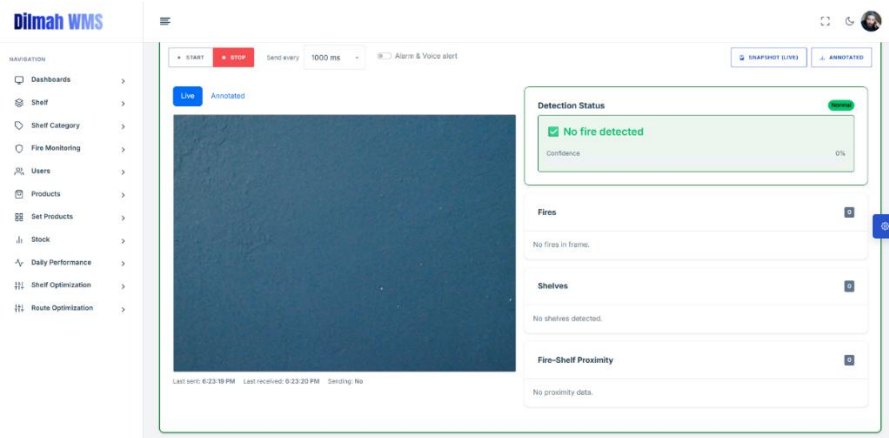 Dilmah WMS
NAVIGATION
Dashboards
Shelf
Shelf Category
Fire Monitoring
Users
Products
Set Products
Stock
Daily Performance
Shelf Optimization
Route Optimization
START
STOP
Send every
1000 ms
Alarm & Voice alert
SNAPSHOT (LIVE)
ANNOTATED
Live
Annotated
Last sent: 6:23:19 PM Last received: 6:23:20 PM Sending: No
Detection Status
Normal
No fire detected
Confidence
0%
Fires
0
No fires in frame.
Shelves
0
No shelves detected.
Fire-Shelf Proximity
0
No proximity data.